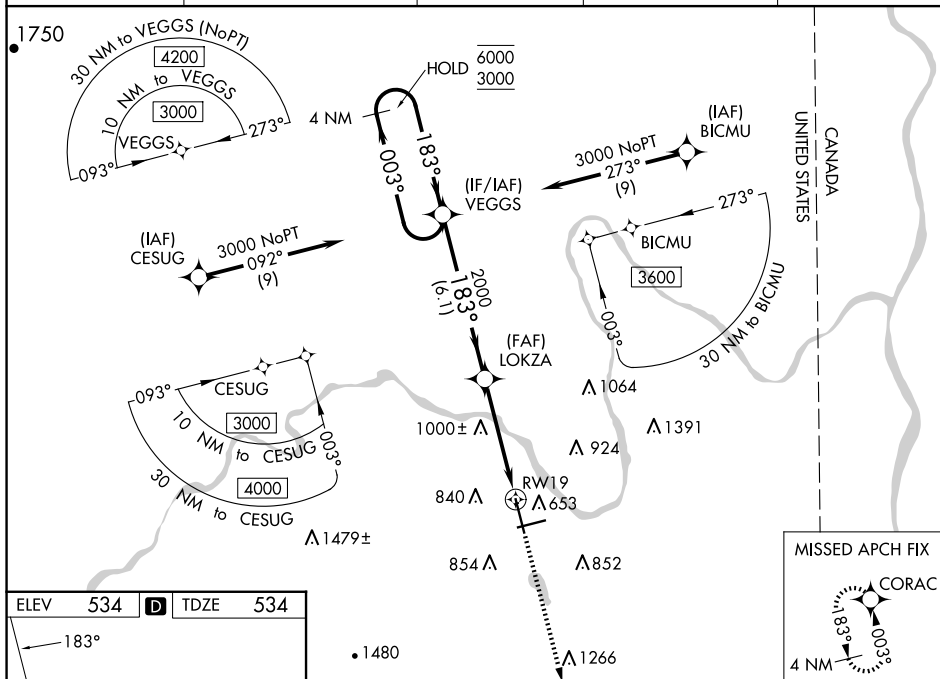 1750
30 NM to VEGGS (NoPT)
4200
10 NM to VEGGS
3000
VEGGS
093°
273°
HOLD
6000
3000
4 NM
183°
003°
(IF/IAF)
VEGGS
(IAF)
BICMU
3000 NoPT
273°
(9)
CANADA
UNITED STATES
(IAF)
CESUG
3000 NoPT
092°
(9)
2000
183°
(6.1)
273°
BICMU
3600
003°
30 NM to BICMU
(FAF)
LOKZA
093°
CESUG
3000
10 NM to CESUG
003°
4000
30 NM to CESUG
1064
1000±
1391
924
RW19
840
653
1479±
854
852
MISSED APCH FIX
CORAC
183°
003°
4 NM
ELEV 534 D TDZE 534
183°
1480
1266